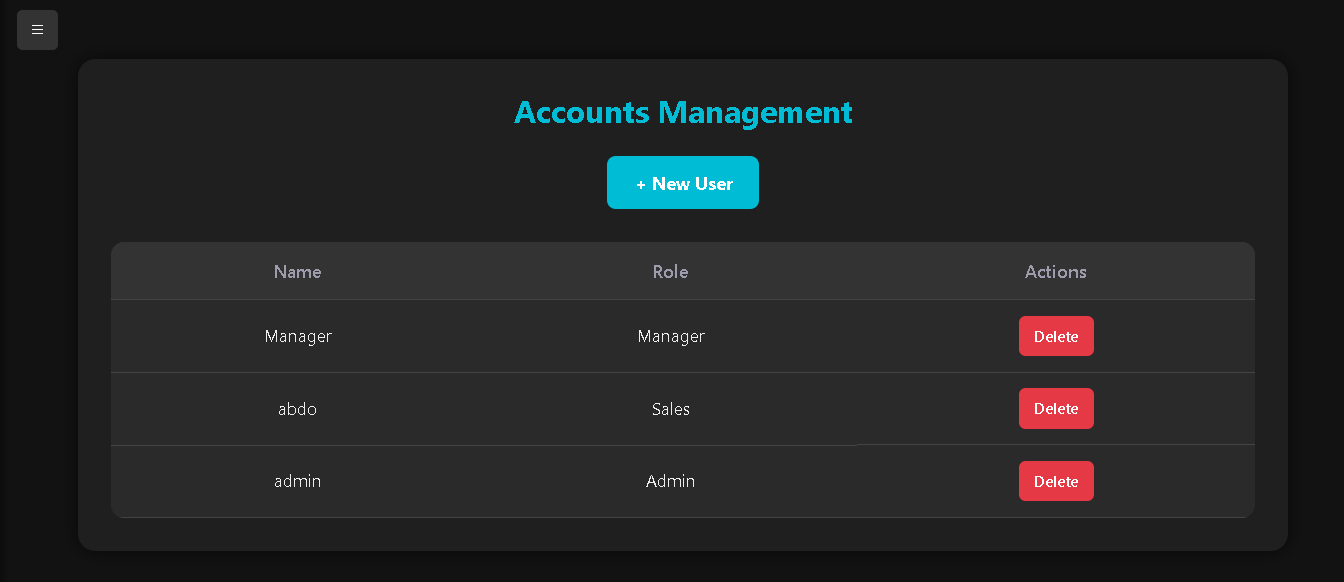 ☰
Accounts Management
+ New User
Name Role Actions
Manager Manager Delete
abdo Sales Delete
admin Admin Delete